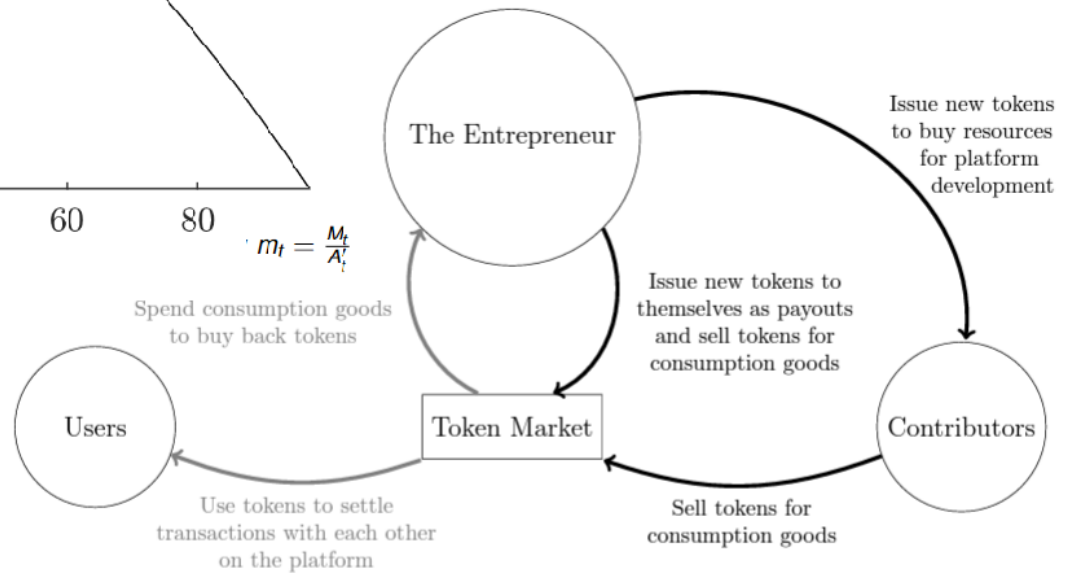 The Entrepreneur
Issue new tokens
to buy resources
for platform
development
60
80
m_t = M_t / A_t
Spend consumption goods
to buy back tokens
Issue new tokens to
themselves as payouts
and sell tokens for
consumption goods
Users
Token Market
Contributors
Use tokens to settle
transactions with each other
on the platform
Sell tokens for
consumption goods